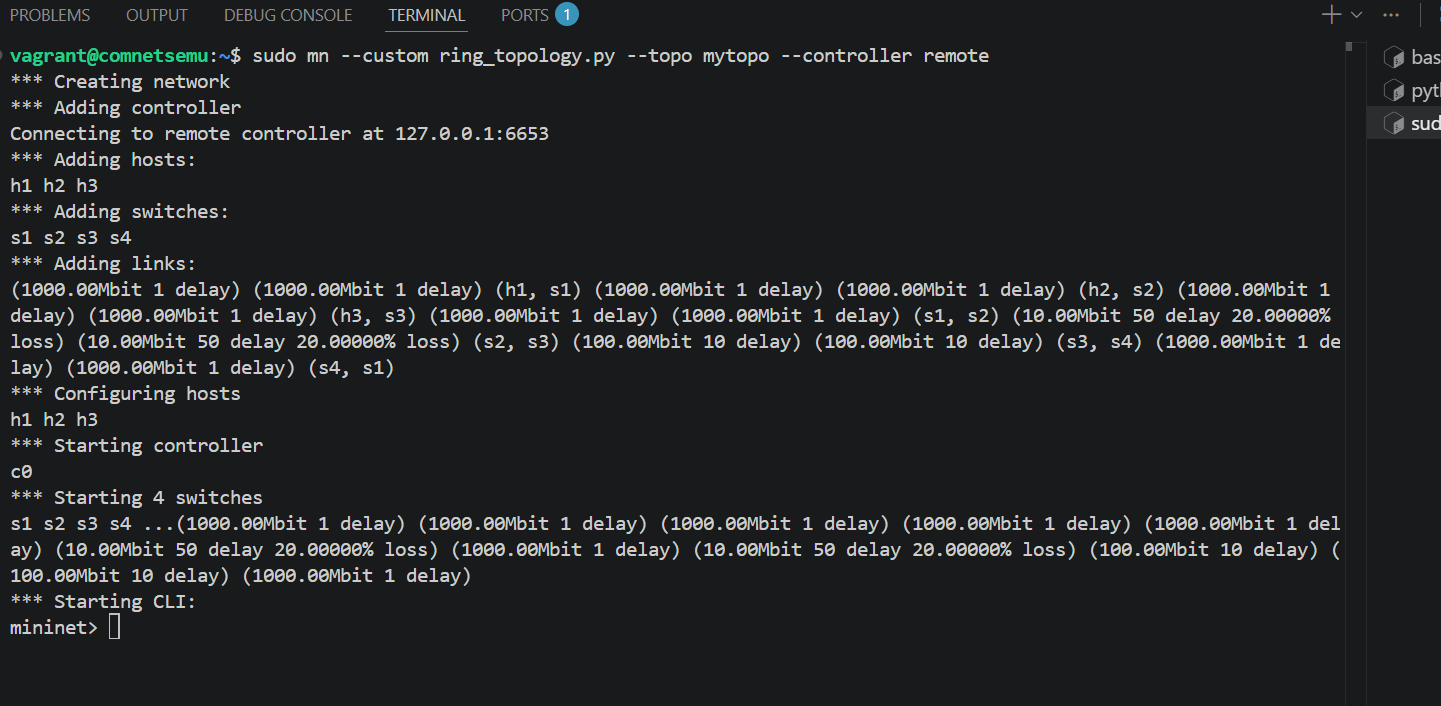 PROBLEMS OUTPUT DEBUG CONSOLE TERMINAL PORTS 1
vagrant@comnetsemu:~$ sudo mn --custom ring_topology.py --topo mytopo --controller remote
*** Creating network
*** Adding controller
Connecting to remote controller at 127.0.0.1:6653
*** Adding hosts:
h1 h2 h3
*** Adding switches:
s1 s2 s3 s4
*** Adding links:
(1000.00Mbit 1 delay) (1000.00Mbit 1 delay) (h1, s1) (1000.00Mbit 1 delay) (1000.00Mbit 1 delay) (h2, s2) (1000.00Mbit 1
delay) (1000.00Mbit 1 delay) (h3, s3) (1000.00Mbit 1 delay) (1000.00Mbit 1 delay) (s1, s2) (10.00Mbit 50 delay 20.00000%
loss) (10.00Mbit 50 delay 20.00000% loss) (s2, s3) (100.00Mbit 10 delay) (100.00Mbit 10 delay) (s3, s4) (1000.00Mbit 1 de
lay) (1000.00Mbit 1 delay) (s4, s1)
*** Configuring hosts
h1 h2 h3
*** Starting controller
c0
*** Starting 4 switches
s1 s2 s3 s4 ...(1000.00Mbit 1 delay) (1000.00Mbit 1 delay) (1000.00Mbit 1 delay) (1000.00Mbit 1 delay) (1000.00Mbit 1 del
ay) (10.00Mbit 50 delay 20.00000% loss) (1000.00Mbit 1 delay) (10.00Mbit 50 delay 20.00000% loss) (100.00Mbit 10 delay) (
100.00Mbit 10 delay) (1000.00Mbit 1 delay)
*** Starting CLI:
mininet>
bas
pyt
sud